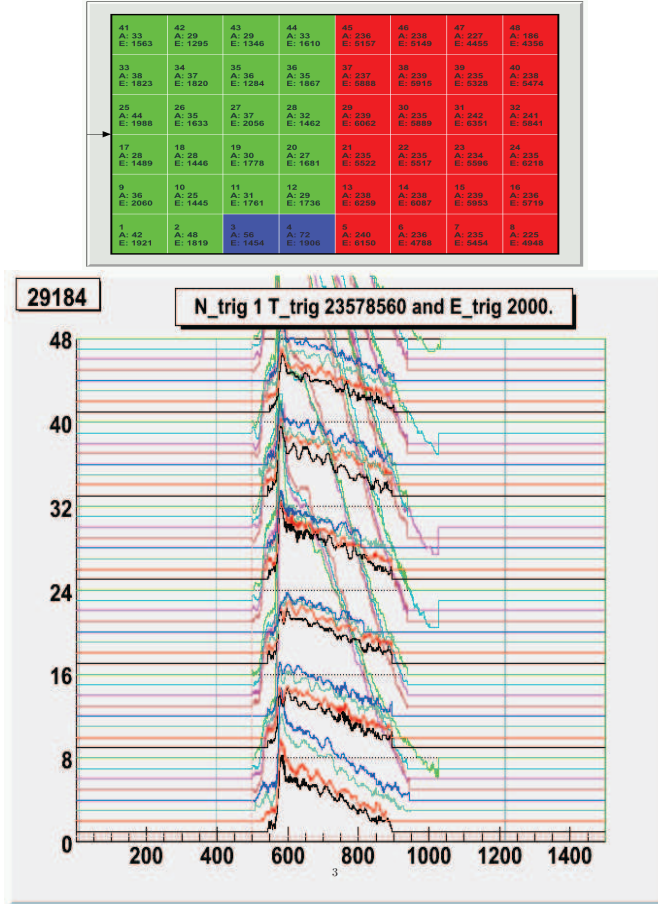 41 42 43 44 45 46 47 48
A: 33 A: 29 A: 29 A: 33 A: 236 A: 238 A: 227 A: 186
E: 1563 E: 1295 E: 1346 E: 1610 E: 5157 E: 5149 E: 4455 E: 4356
33 34 35 36 37 38 39 40
A: 38 A: 37 A: 36 A: 35 A: 237 A: 239 A: 235 A: 238
E: 1823 E: 1820 E: 1284 E: 1867 E: 5888 E: 5915 E: 5328 E: 5474
25 26 27 28 29 30 31 32
A: 44 A: 35 A: 37 A: 32 A: 239 A: 235 A: 242 A: 241
E: 1988 E: 1633 E: 2056 E: 1462 E: 6062 E: 5889 E: 6351 E: 5841
17 18 19 20 21 22 23 24
A: 28 A: 28 A: 30 A: 27 A: 235 A: 235 A: 234 A: 235
E: 1489 E: 1446 E: 1778 E: 1681 E: 5522 E: 5517 E: 5596 E: 6218
9 10 11 12 13 14 15 16
A: 36 A: 25 A: 31 A: 29 A: 238 A: 238 A: 239 A: 236
E: 2060 E: 1445 E: 1761 E: 1736 E: 6259 E: 6087 E: 5953 E: 5719
1 2 3 4 5 6 7 8
A: 42 A: 48 A: 56 A: 72 A: 240 A: 236 A: 235 A: 225
E: 1921 E: 1819 E: 1454 E: 1906 E: 6150 E: 4788 E: 5454 E: 4948
29184
N_trig 1 T_trig 23578560 and E_trig 2000.
48
40
32
24
16
8
0
200 400 600 800 1000 1200 1400
3